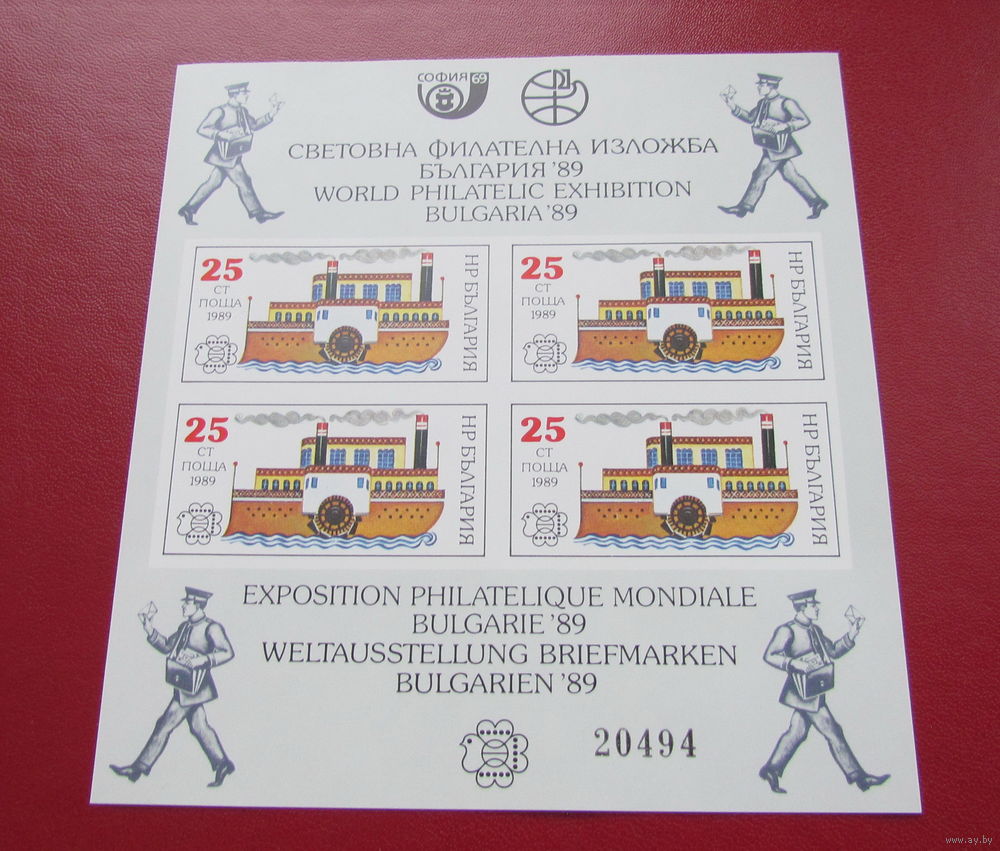 СОФИЯ 69
СВЕТОВНА ФИЛАТЕЛНА ИЗЛОЖБА
БЪЛГАРИЯ '89
WORLD PHILATELIC EXHIBITION
BULGARIA '89
25
СТ
ПОЩА
1989
НР БЪЛГАРИЯ
25
СТ
ПОЩА
1989
НР БЪЛГАРИЯ
25
СТ
ПОЩА
1989
НР БЪЛГАРИЯ
25
СТ
ПОЩА
1989
НР БЪЛГАРИЯ
EXPOSITION PHILATELIQUE MONDIALE
BULGARIE '89
WELTAUSSTELLUNG BRIEFMARKEN
BULGARIEN '89
20494
www.ay.by